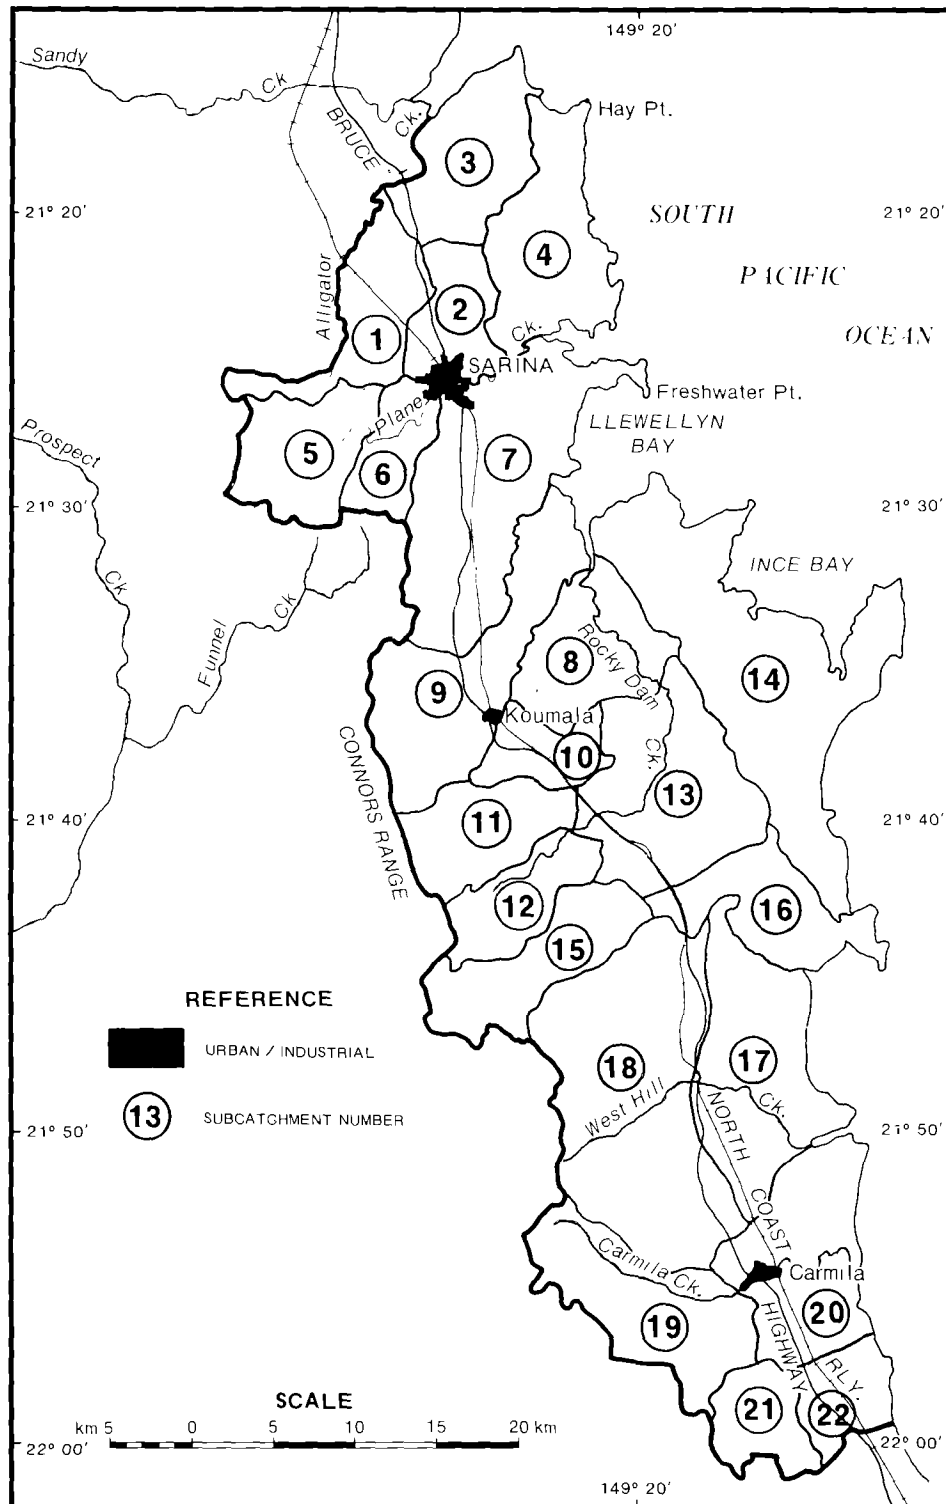 149° 20'
Sandy
Ck
Ck.
BRUCE
Hay Pt.
3
21° 20'
SOUTH
21° 20'
4
PACIFIC
Alligator
OCEAN
2
1
Ck.
SARINA
Freshwater Pt.
Plane
LLEWELLYN
BAY
Prospect
5
6
7
21° 30'
21° 30'
INCE BAY
Ck
Ck
Funnel
8
Rocky Dam
Ck.
14
9
Koumala
10
CONNORS RANGE
13
21° 40'
11
21° 40'
12
16
15
REFERENCE
URBAN / INDUSTRIAL
13
SUBCATCHMENT NUMBER
18
17
West Hill
Ck.
21° 50'
21° 50'
NORTH
COAST
RLY.
Carmila Ck.
Carmila
20
19
HIGHWAY
SCALE
21
22
km 5 0 5 10 15 20 km
22° 00'
22° 00'
149° 20'